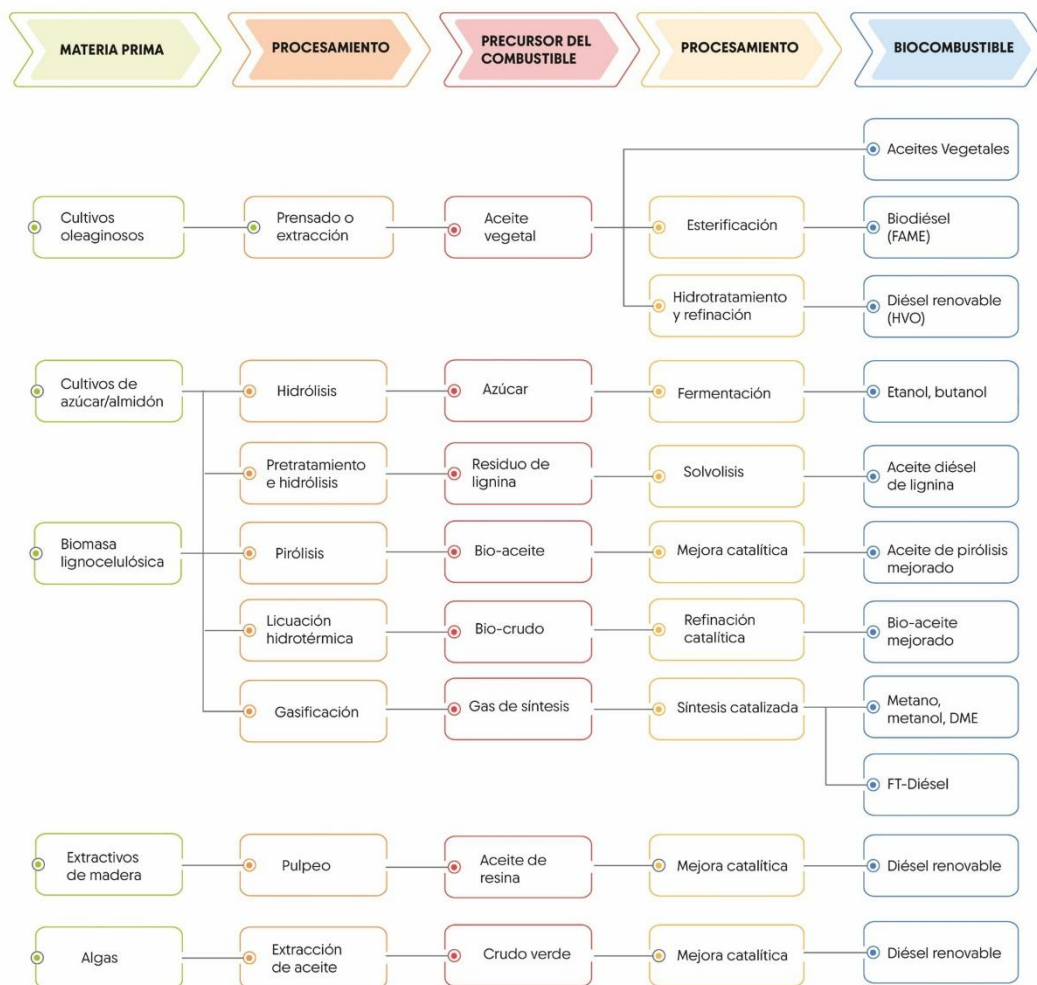 MATERIA PRIMA
PROCESAMIENTO
PRECURSOR DEL
COMBUSTIBLE
PROCESAMIENTO
BIOCOMBUSTIBLE
Aceites Vegetales
Cultivos
oleaginosos
Prensado o
extracción
Aceite
vegetal
Esterificación
Biodiésel
(FAME)
Hidrotratamiento
y refinación
Diésel renovable
(HVO)
Cultivos de
azúcar/almidón
Hidrólisis
Azúcar
Fermentación
Etanol, butanol
Pretratamiento
e hidrólisis
Residuo de
lignina
Solvolisis
Aceite diésel
de lignina
Biomasa
lignocelulósica
Pirólisis
Bio-aceite
Mejora catalítica
Aceite de pirólisis
mejorado
Licuación
hidrotérmica
Bio-crudo
Refinación
catalítica
Bio-aceite
mejorado
Gasificación
Gas de síntesis
Síntesis catalizada
Metano,
metanol, DME
FT-Diésel
Extractivos
de madera
Pulpeo
Aceite de
resina
Mejora catalítica
Diésel renovable
Algas
Extracción
de aceite
Crudo verde
Mejora catalítica
Diésel renovable